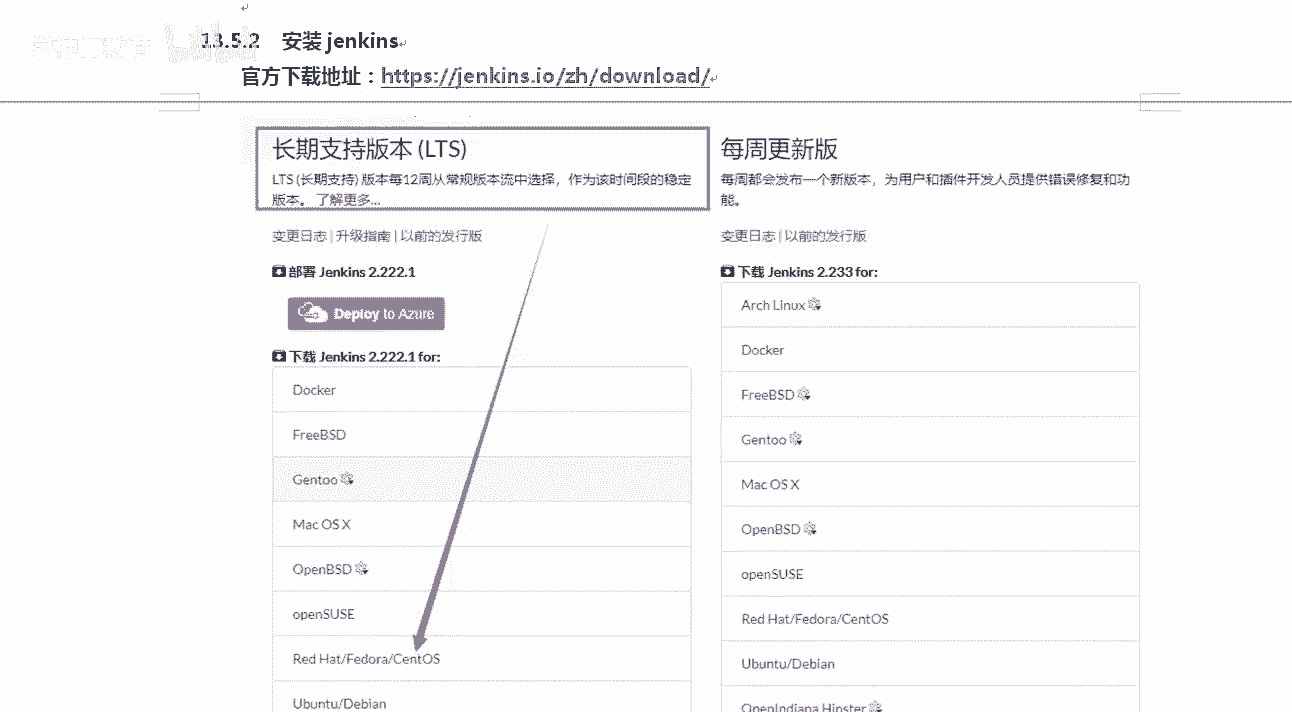 13.5.2 安装 jenkins
官方下载地址：https://jenkins.io/zh/download/
长期支持版本 (LTS)
LTS (长期支持) 版本每12周从常规版本流中选择，作为该时间段的稳定
版本。 了解更多...
变更日志 | 升级指南 | 以前的发行版
部署 Jenkins 2.222.1
Deploy to Azure
下载 Jenkins 2.222.1 for:
Docker
FreeBSD
Gentoo
Mac OS X
OpenBSD
openSUSE
Red Hat/Fedora/CentOS
Ubuntu/Debian
每周更新版
每周都会发布一个新版本，为用户和插件开发人员提供错误修复和功
能。
变更日志 | 以前的发行版
下载 Jenkins 2.233 for:
Arch Linux
Docker
FreeBSD
Gentoo
Mac OS X
OpenBSD
openSUSE
Red Hat/Fedora/CentOS
Ubuntu/Debian
OpenIndiana Hipster